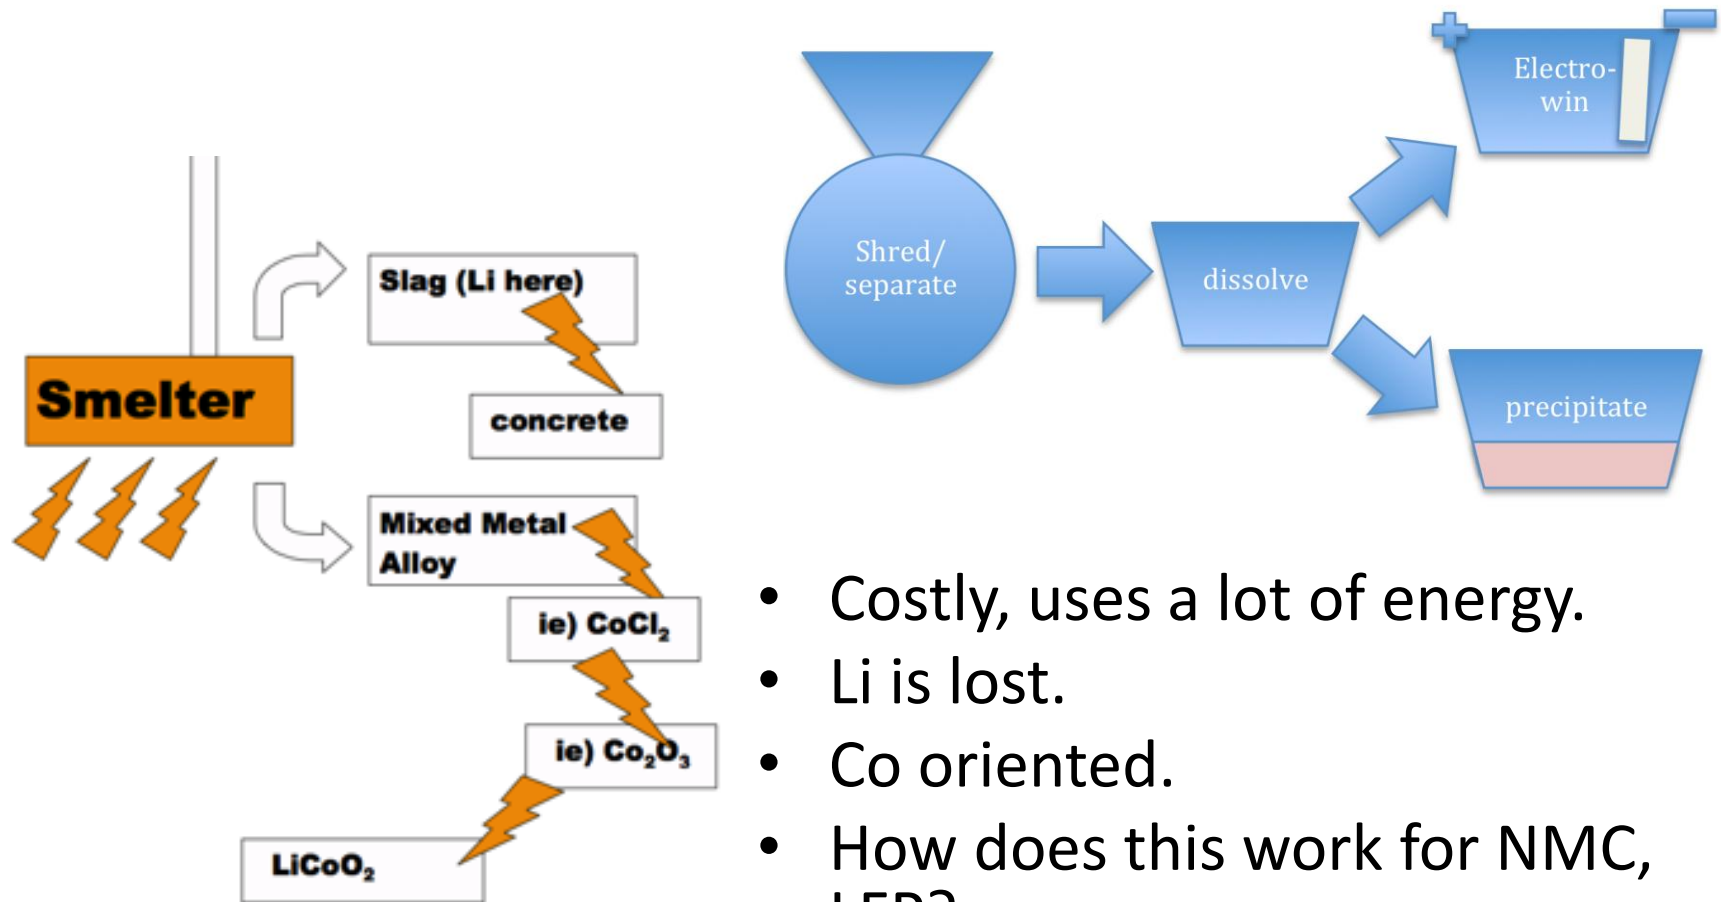 Smelter
Slag (Li here)
concrete
Mixed Metal
Alloy
ie) CoCl₂
ie) Co₂O₃
LiCoO₂
Shred/
separate
dissolve
Electro-
win
precipitate
• Costly, uses a lot of energy.
• Li is lost.
• Co oriented.
• How does this work for NMC,